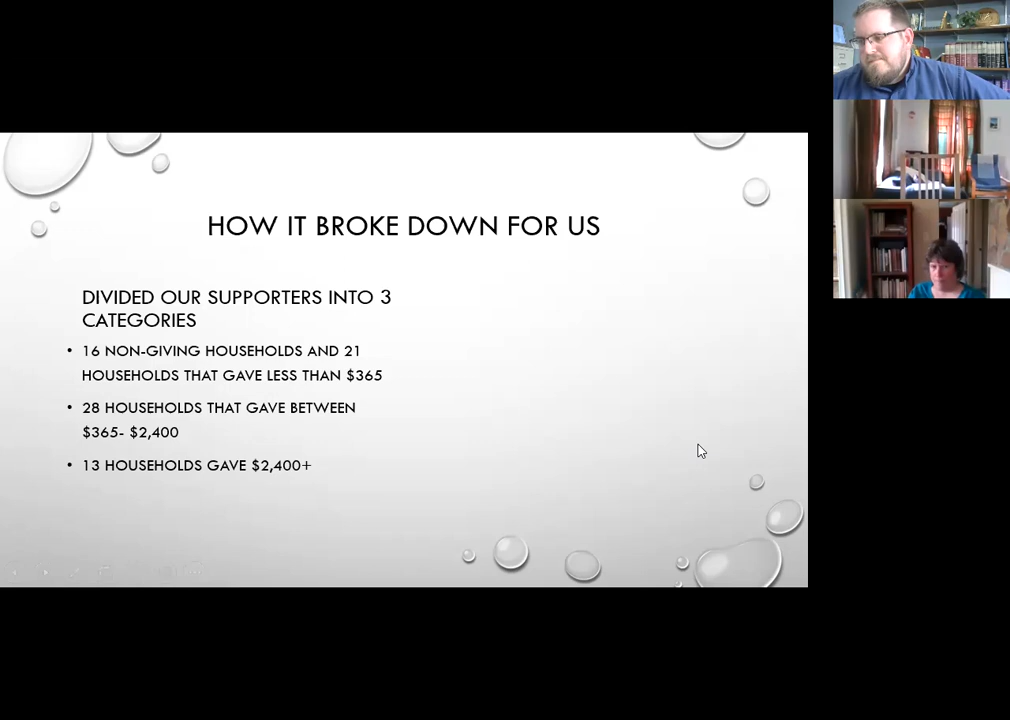 HOW IT BROKE DOWN FOR US
DIVIDED OUR SUPPORTERS INTO 3
CATEGORIES
• 16 NON-GIVING HOUSEHOLDS AND 21
HOUSEHOLDS THAT GAVE LESS THAN $365
• 28 HOUSEHOLDS THAT GAVE BETWEEN
$365- $2,400
• 13 HOUSEHOLDS GAVE $2,400+